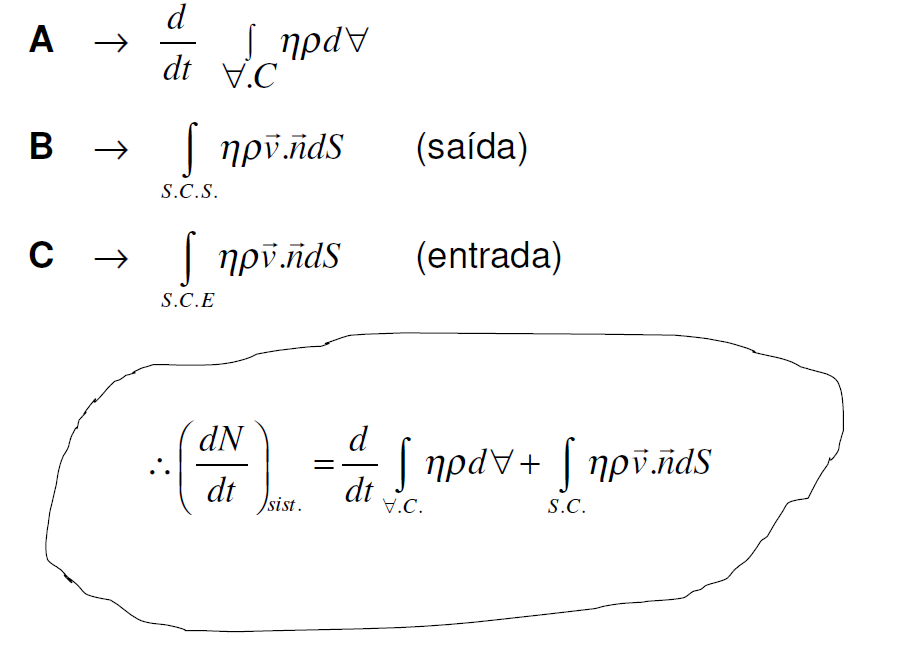 A → d/dt ∫_{∀.C} ηρd∀
B → ∫_{S.C.S.} ηρv⃗.n⃗dS (saída)
C → ∫_{S.C.E} ηρv⃗.n⃗dS (entrada)
∴(dN/dt)_{sist.} = d/dt ∫_{∀.C.} ηρd∀ + ∫_{S.C.} ηρv⃗.n⃗dS